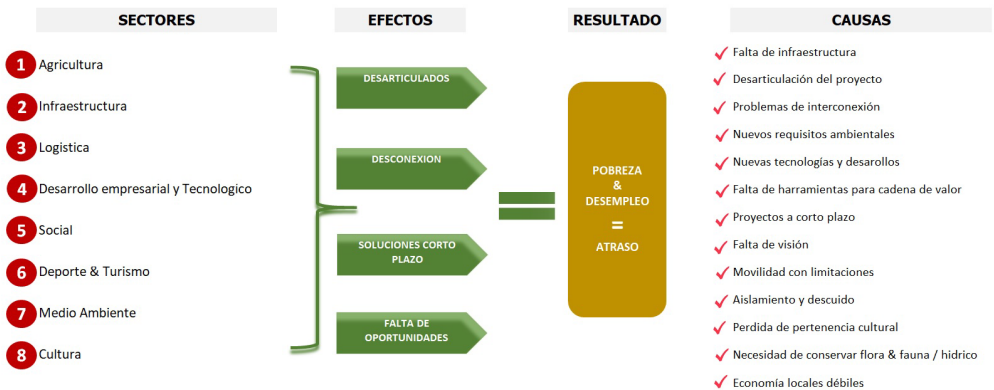 SECTORES
EFECTOS
RESULTADO
CAUSAS
1 Agricultura
2 Infraestructura
3 Logistica
4 Desarrollo empresarial y Tecnologico
5 Social
6 Deporte & Turismo
7 Medio Ambiente
8 Cultura
DESARTICULADOS
DESCONEXION
SOLUCIONES CORTO
PLAZO
FALTA DE
OPORTUNIDADES
POBREZA
&
DESEMPLEO
=
ATRASO
Falta de infraestructura
Desarticulación del proyecto
Problemas de interconexión
Nuevos requisitos ambientales
Nuevas tecnologías y desarollos
Falta de harramientas para cadena de valor
Proyectos a corto plazo
Falta de visión
Movilidad con limitaciones
Aislamiento y descuido
Perdida de pertenencia cultural
Necesidad de conservar flora & fauna / hidrico
Economía locales débiles